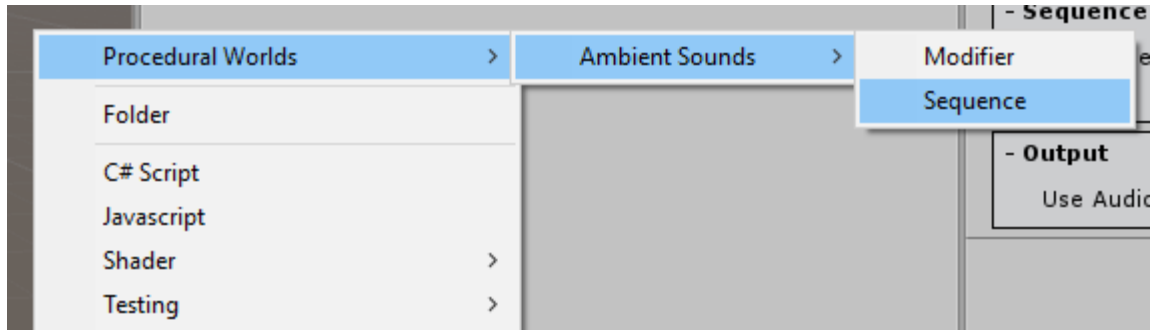 - Sequence
Procedural Worlds > Ambient Sounds > Modifier
Sequence
Folder
- Output
C# Script
Use Audio
Javascript
Shader >
Testing >